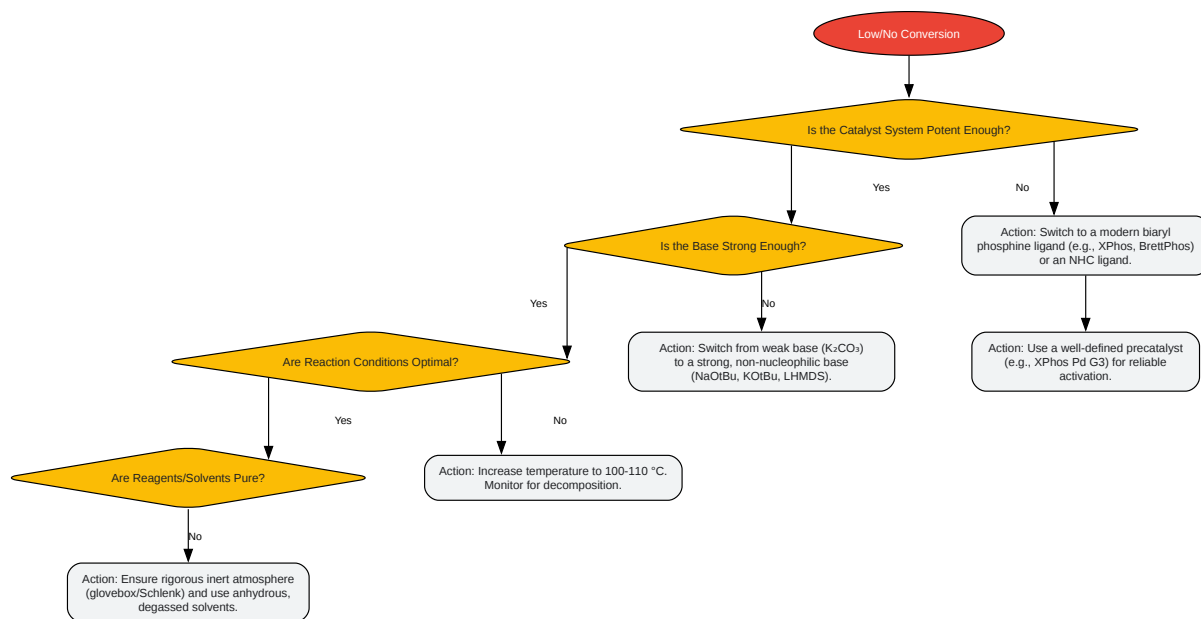 Low/No Conversion
Is the Catalyst System Potent Enough?
Yes
No
Is the Base Strong Enough?
Action: Switch to a modern biaryl
phosphine ligand (e.g., XPhos, BrettPhos)
or an NHC ligand.
Yes
No
Are Reaction Conditions Optimal?
Action: Switch from weak base (K₂CO₃)
to a strong, non-nucleophilic base
(NaOtBu, KOtBu, LHMDS).
Action: Use a well-defined precatalyst
(e.g., XPhos Pd G3) for reliable
activation.
Yes
No
Are Reagents/Solvents Pure?
Action: Increase temperature to 100-110 °C.
Monitor for decomposition.
No
Action: Ensure rigorous inert atmosphere
(glovebox/Schlenk) and use anhydrous,
degassed solvents.